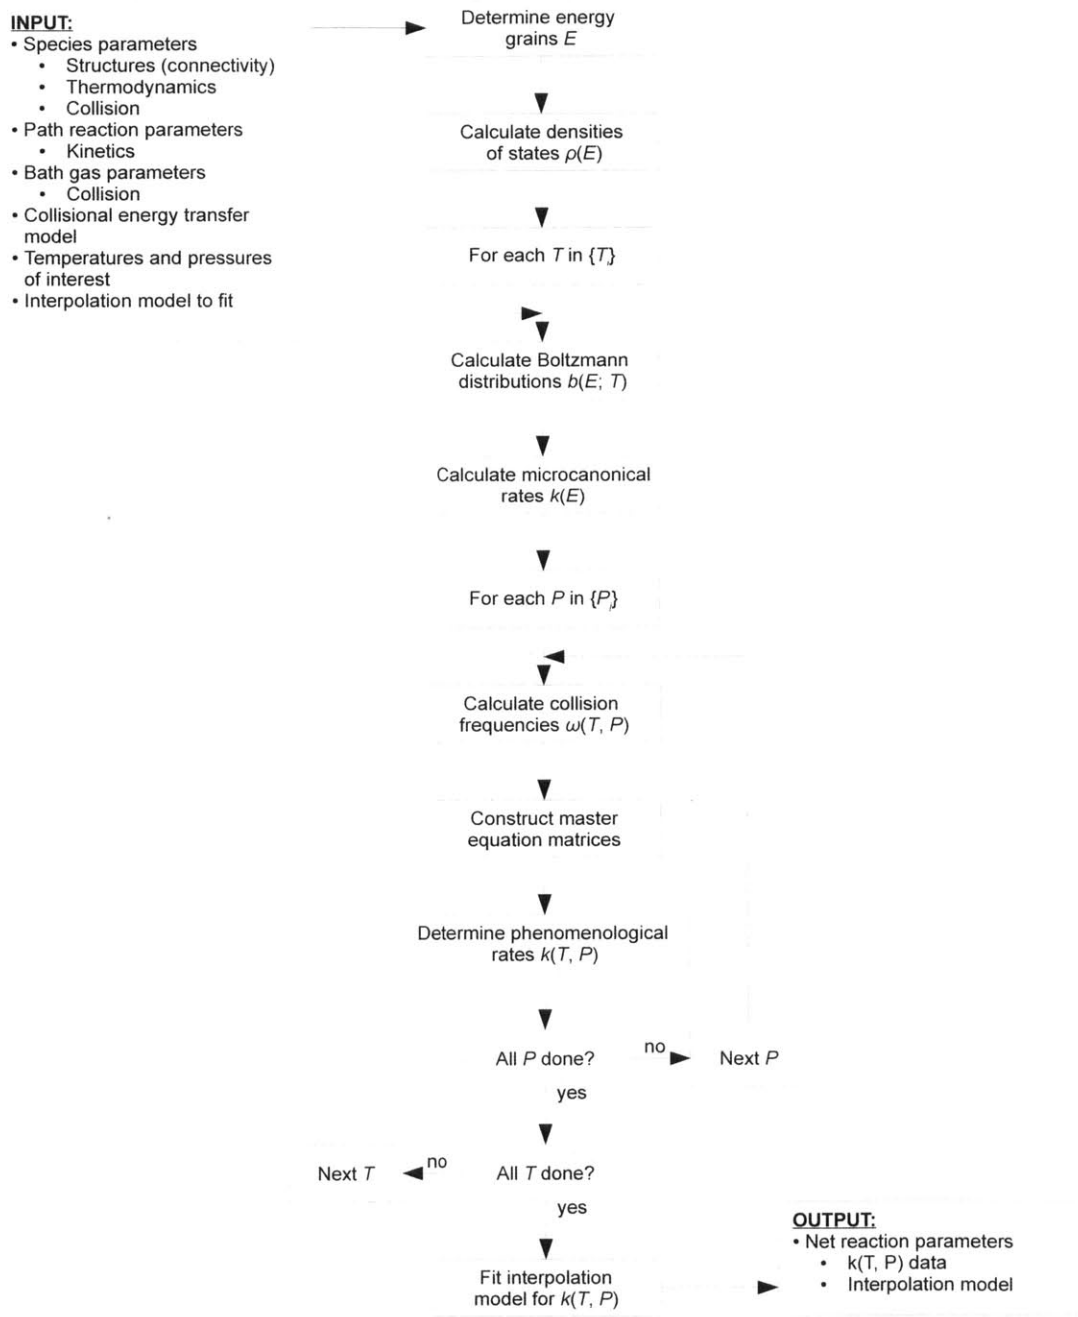 INPUT:
• Species parameters
• Structures (connectivity)
• Thermodynamics
• Collision
• Path reaction parameters
• Kinetics
• Bath gas parameters
• Collision
• Collisional energy transfer
model
• Temperatures and pressures
of interest
• Interpolation model to fit
Determine energy
grains E
Calculate densities
of states ρ(E)
For each T in {Tᵢ}
Calculate Boltzmann
distributions b(E; T)
Calculate microcanonical
rates k(E)
For each P in {Pⱼ}
Calculate collision
frequencies ω(T, P)
Construct master
equation matrices
Determine phenomenological
rates k(T, P)
All P done?
no
Next P
yes
Next T
no
All T done?
yes
Fit interpolation
model for k(T, P)
OUTPUT:
• Net reaction parameters
• k(T, P) data
• Interpolation model